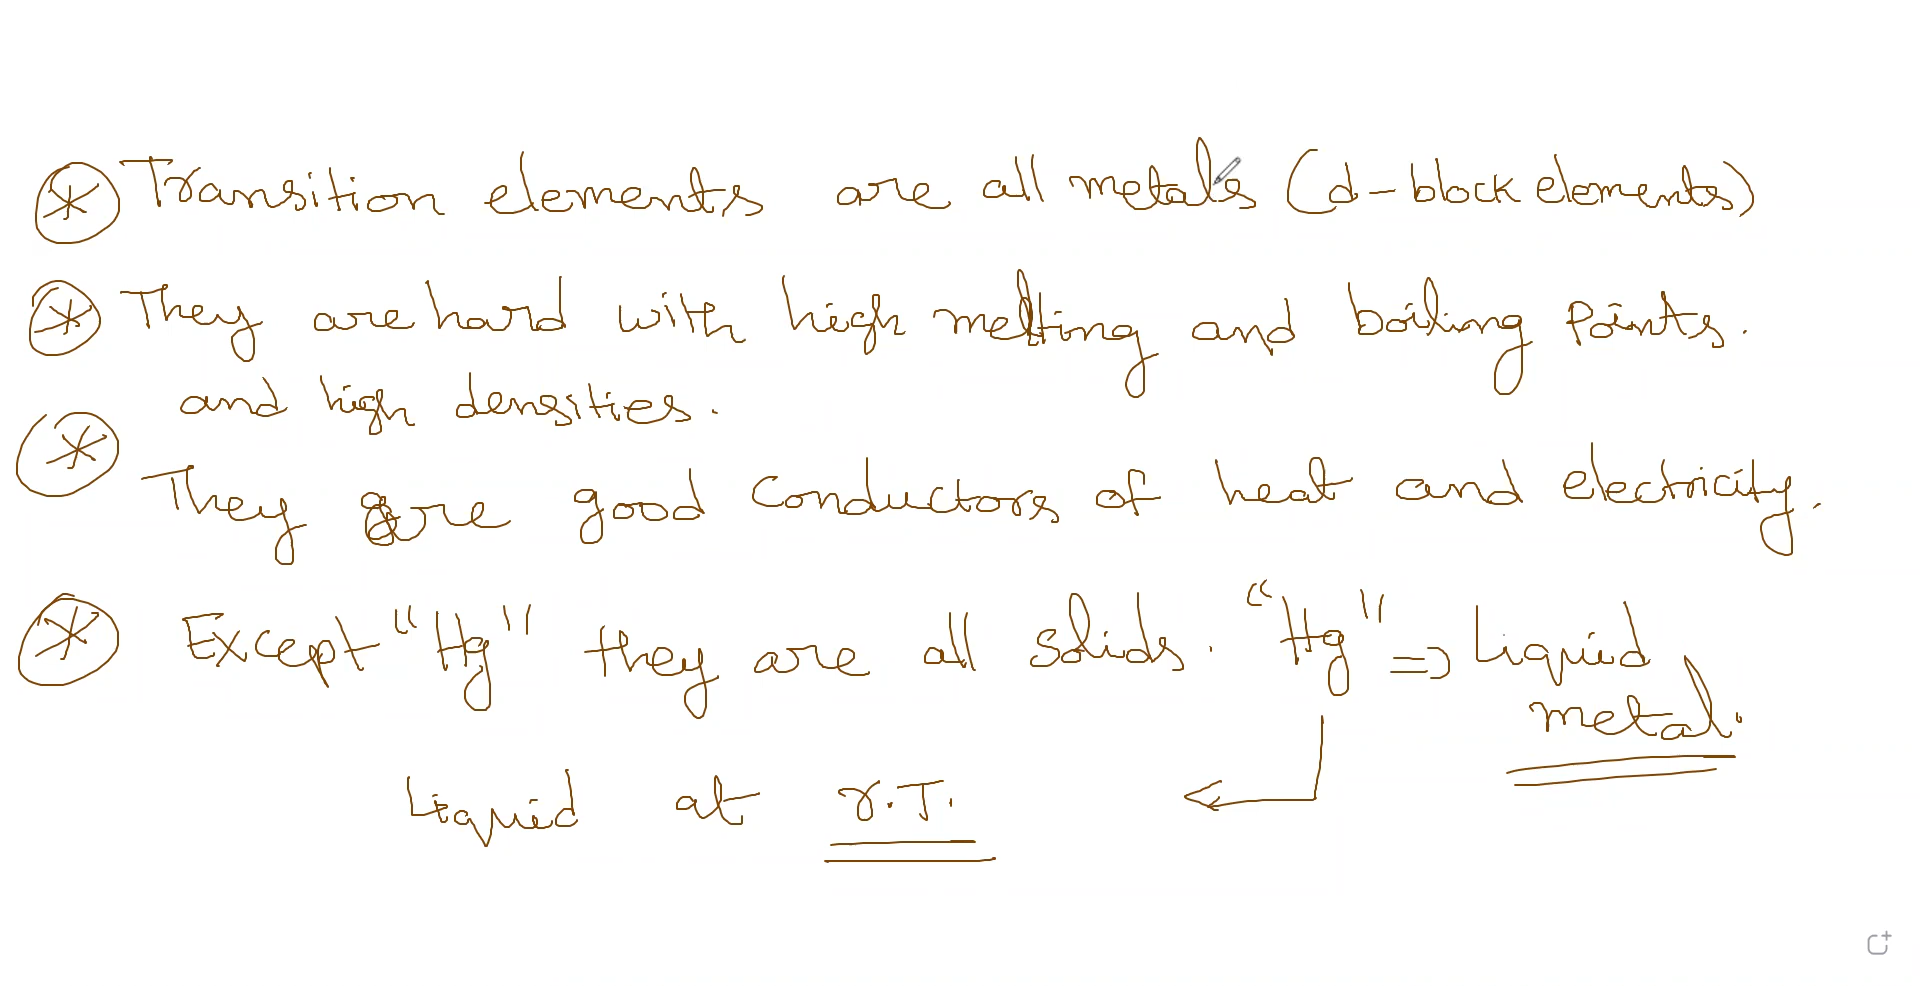 Transition elements are all metals (d-block elements)
They are hard with high melting and boiling points.
and high densities.
They are good conductors of heat and electricity.
Except "Hg" they are all solids. "Hg" => Liquid
metal.
Liquid at r.T.